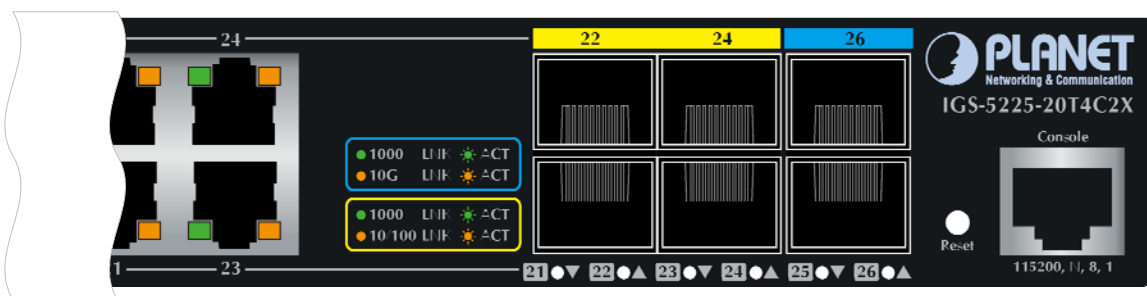 24
22 24 26
PLANET
Networking & Communication
IGS-5225-20T4C2X
Console
1000 LNK ACT
10G LNK ACT
1000 LNK ACT
10/100 LNK ACT
Reset
1 23
21 22 23 24 25 26
115200, N, 8, 1